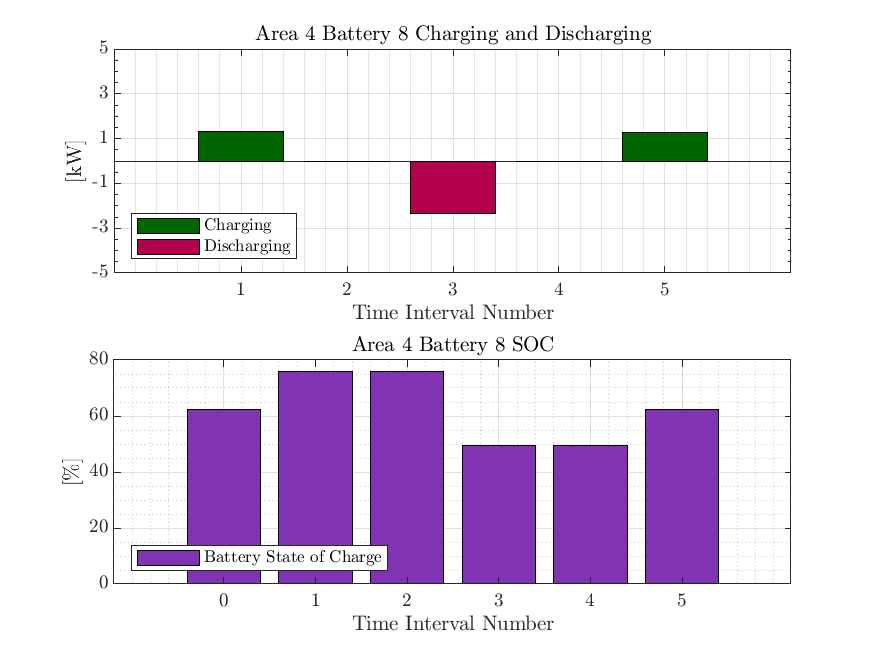 Area 4 Battery 8 Charging and Discharging
5
3
1
-1
-3
-5
[kW]
Charging
Discharging
1 2 3 4 5
Time Interval Number
Area 4 Battery 8 SOC
80
60
40
20
0
[%]
Battery State of Charge
0 1 2 3 4 5
Time Interval Number